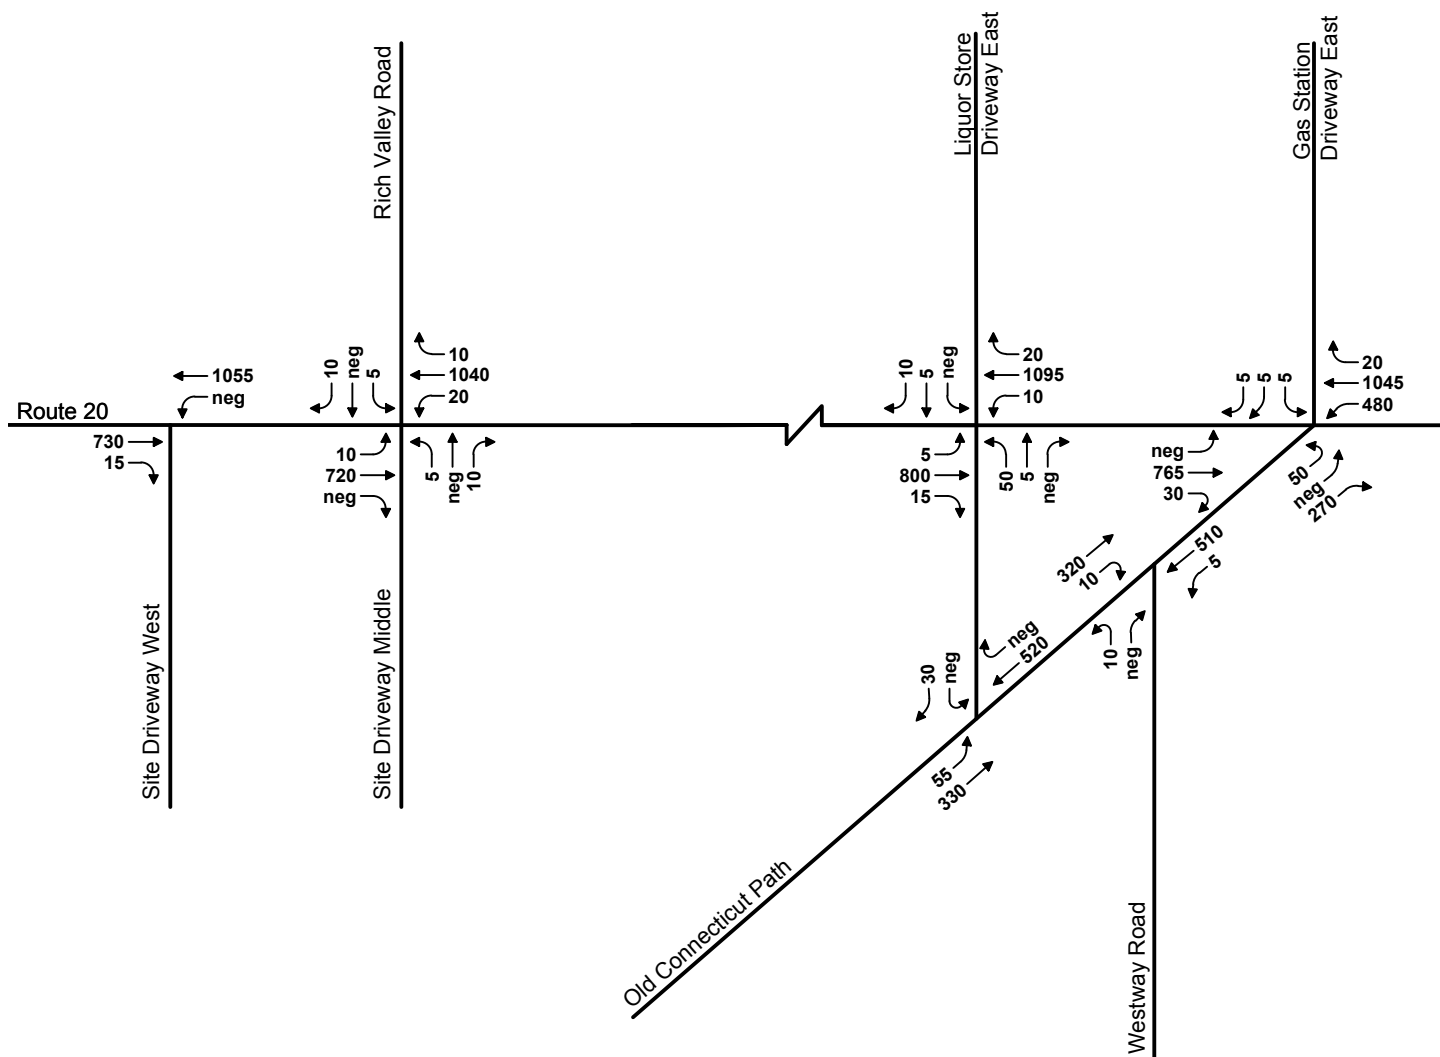 Rich Valley Road
Liquor Store
Driveway East
Gas Station
Driveway East
Route 20
1055
neg
730
15
10
neg
5
10
1040
20
10
720
neg
5
neg
10
10
5
neg
20
1095
10
5
800
15
50
5
neg
5
5
5
20
1045
480
neg
765
30
50
neg
270
510
5
320
10
10
neg
neg
520
30
neg
55
330
Site Driveway West
Site Driveway Middle
Old Connecticut Path
Westway Road